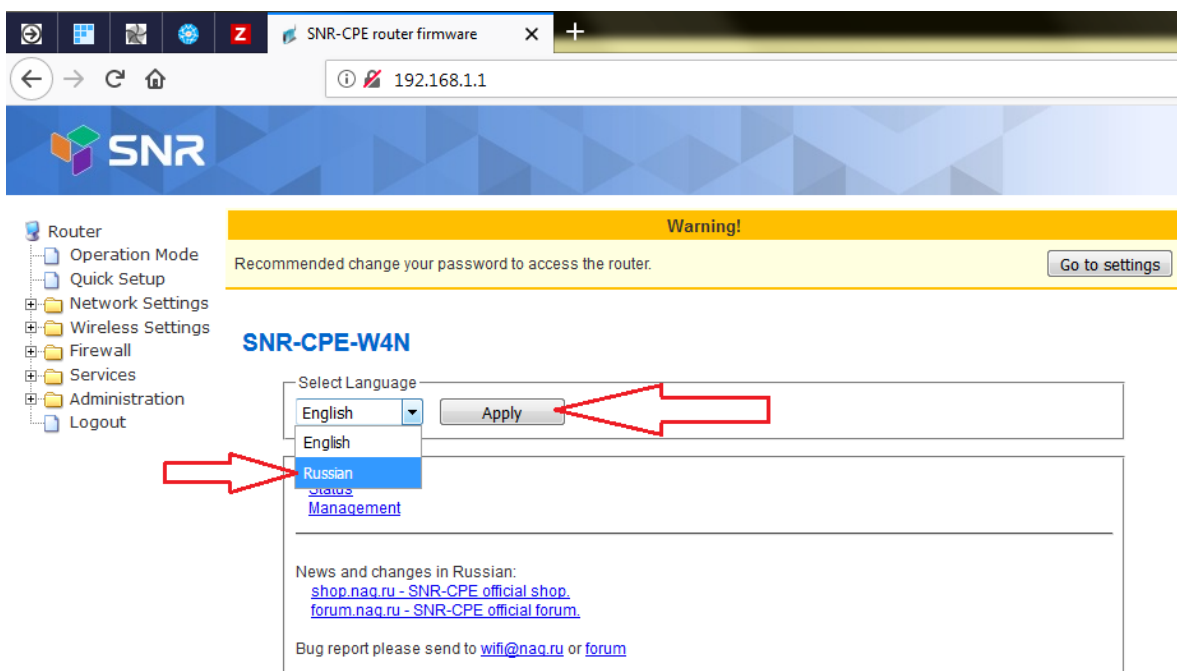 Z
SNR-CPE router firmware
192.168.1.1
SNR
Router
Operation Mode
Quick Setup
Network Settings
Wireless Settings
Firewall
Services
Administration
Logout
Warning!
Recommended change your password to access the router.
Go to settings
SNR-CPE-W4N
Select Language
English
Apply
English
Russian
Status
Management
News and changes in Russian:
shop.nag.ru - SNR-CPE official shop.
forum.nag.ru - SNR-CPE official forum.
Bug report please send to wifi@nag.ru or forum